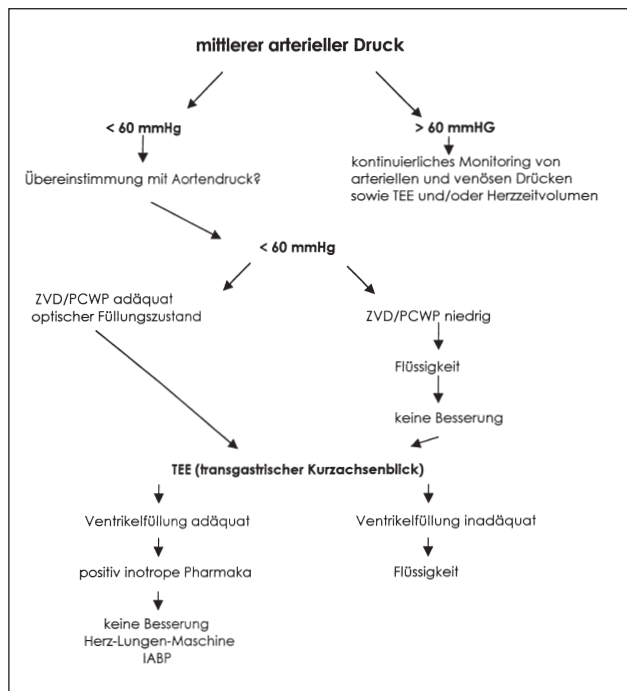 mittlerer arterieller Druck
< 60 mmHg
> 60 mmHG
Übereinstimmung mit Aortendruck?
kontinuierliches Monitoring von
arteriellen und venösen Drücken
sowie TEE und/oder Herzzeitvolumen
< 60 mmHg
ZVD/PCWP adäquat
optischer Füllungszustand
ZVD/PCWP niedrig
Flüssigkeit
keine Besserung
TEE (transgastrischer Kurzachsenblick)
Ventrikelfüllung adäquat
Ventrikelfüllung inadäquat
positiv inotrope Pharmaka
Flüssigkeit
keine Besserung
Herz-Lungen-Maschine
IABP